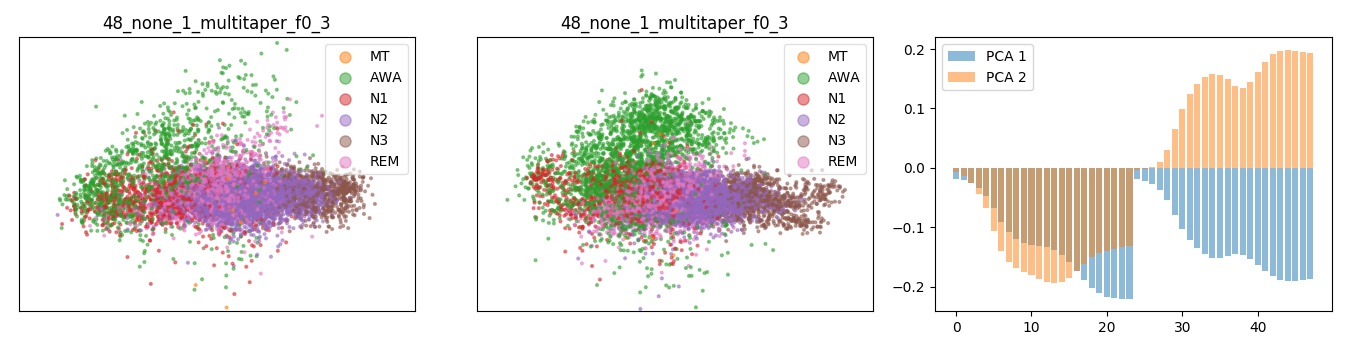 48_none_1_multitaper_f0_3
MT
AWA
N1
N2
N3
REM
48_none_1_multitaper_f0_3
MT
AWA
N1
N2
N3
REM
PCA 1
PCA 2
0.2
0.1
0.0
−0.1
−0.2
0
10
20
30
40